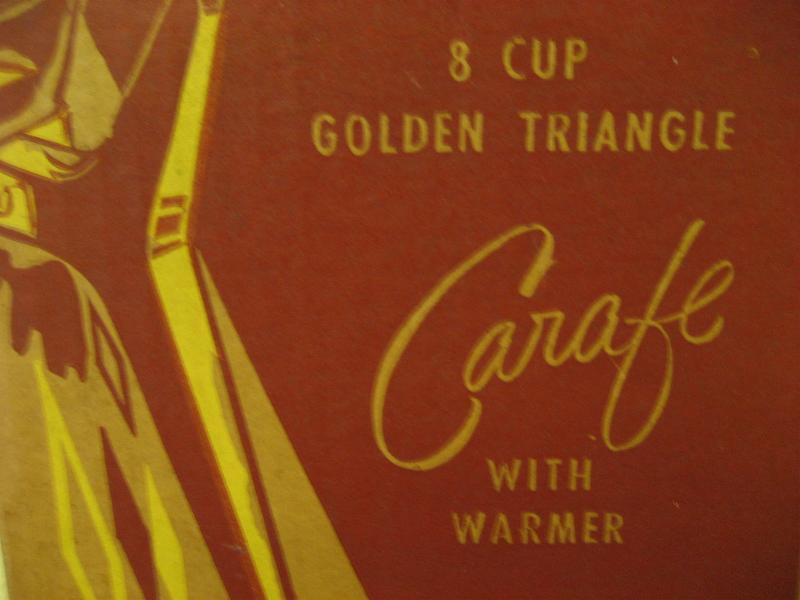 8 CUP
GOLDEN TRIANGLE
Carafe
WITH
WARMER